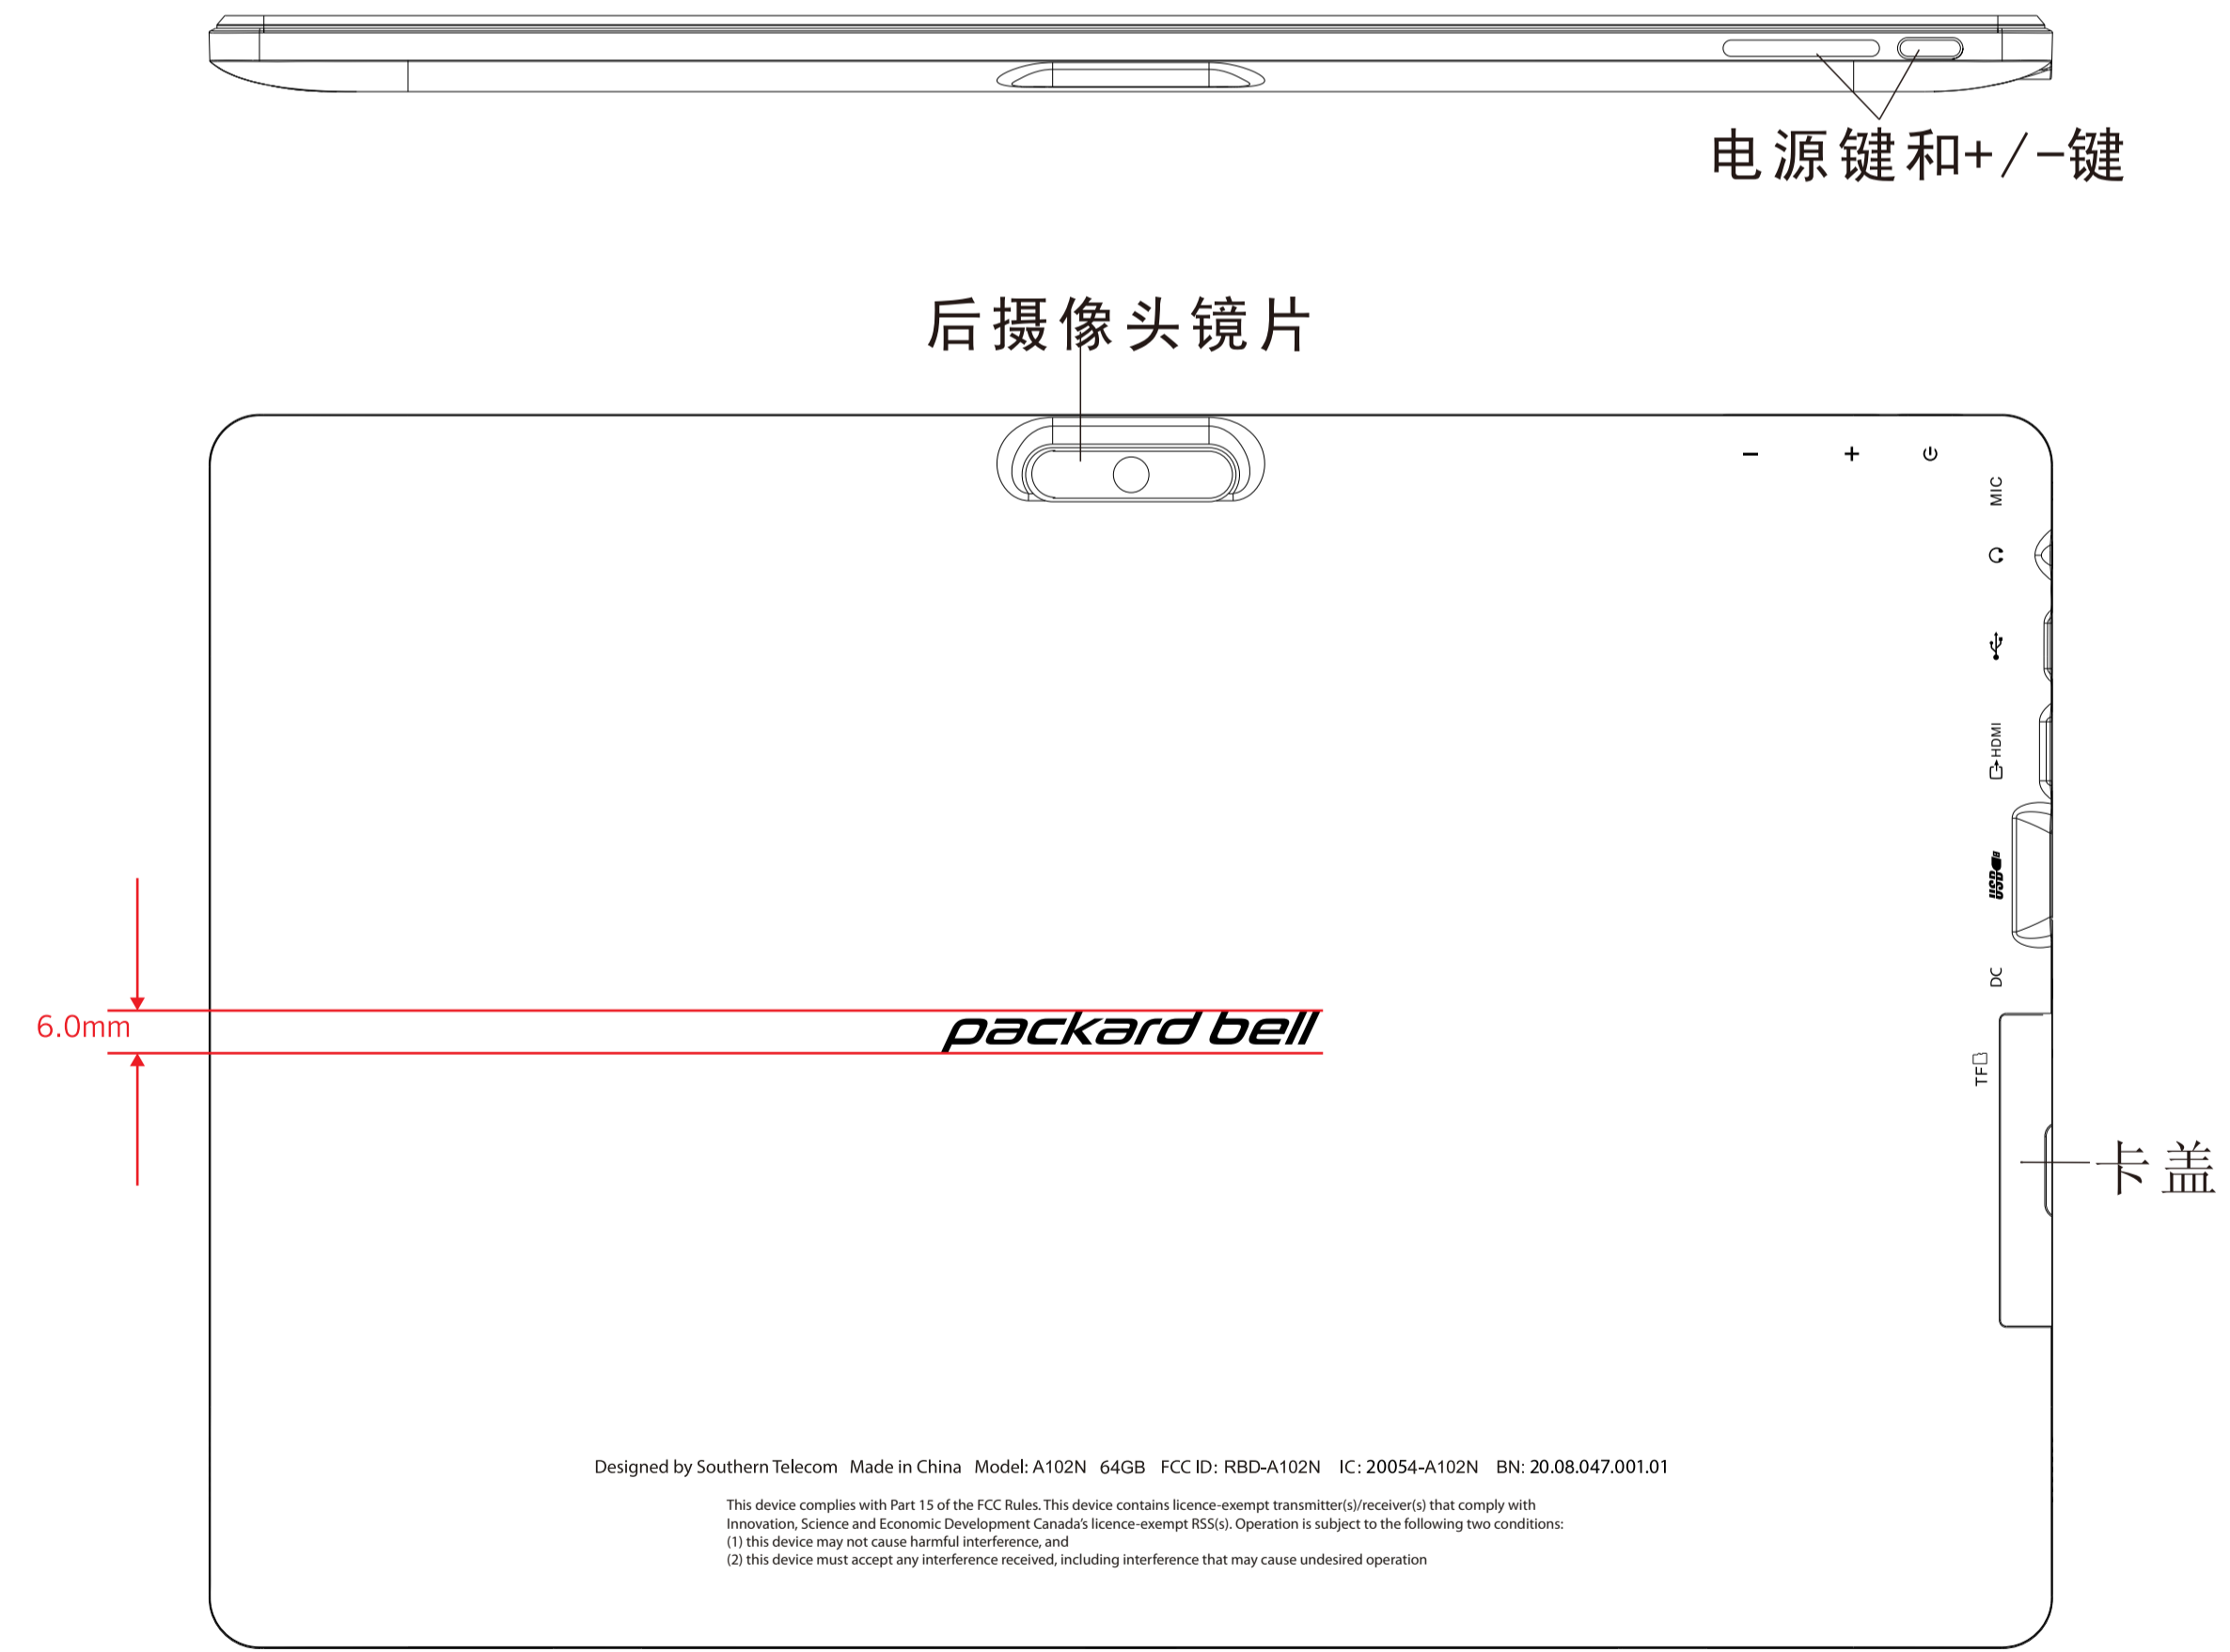 电源键和+/-键
后摄像头镜片
- +
MIC
HDMI
USB
DC
6.0mm
packard bell
TF
卡盖
Designed by Southern Telecom Made in China Model: A102N 64GB FCC ID: RBD-A102N IC: 20054-A102N BN: 20.08.047.001.01
This device complies with Part 15 of the FCC Rules. This device contains licence-exempt transmitter(s)/receiver(s) that comply with
Innovation, Science and Economic Development Canada's licence-exempt RSS(s). Operation is subject to the following two conditions:
(1) this device may not cause harmful interference, and
(2) this device must accept any interference received, including interference that may cause undesired operation